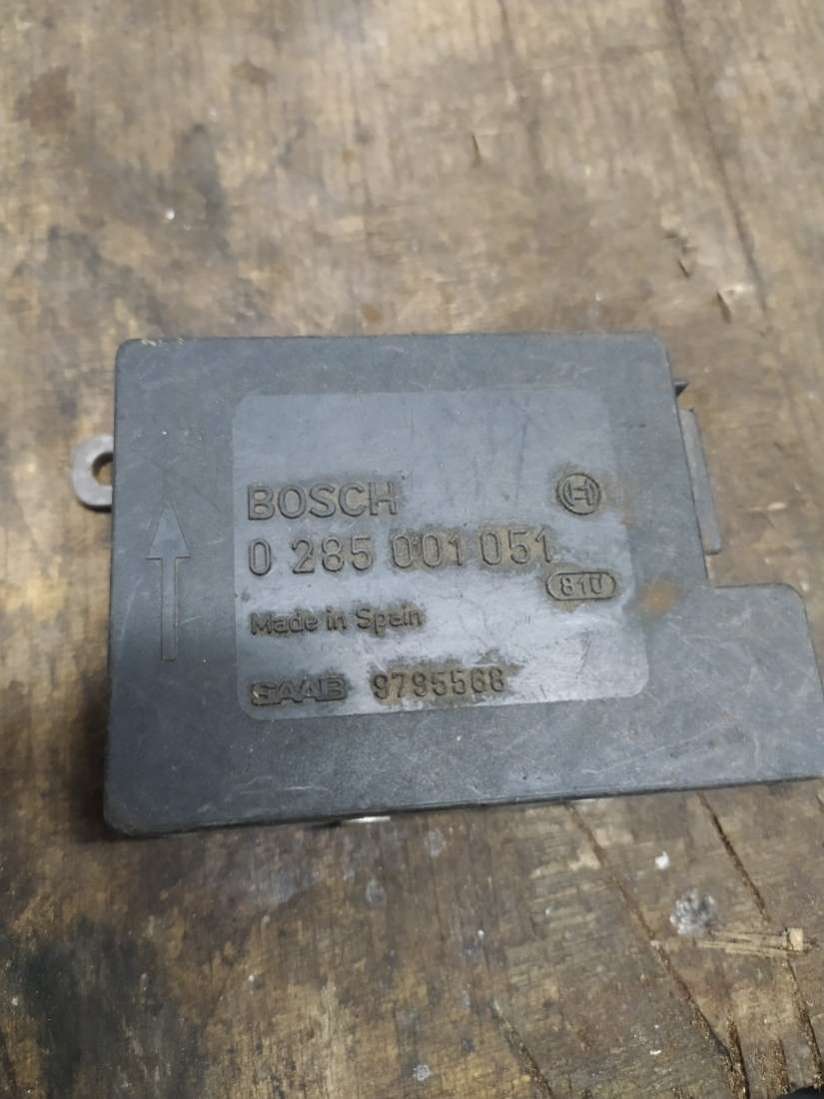 BOSCH
0 285 001 051
810
Made in Spain
SAAB 9795568